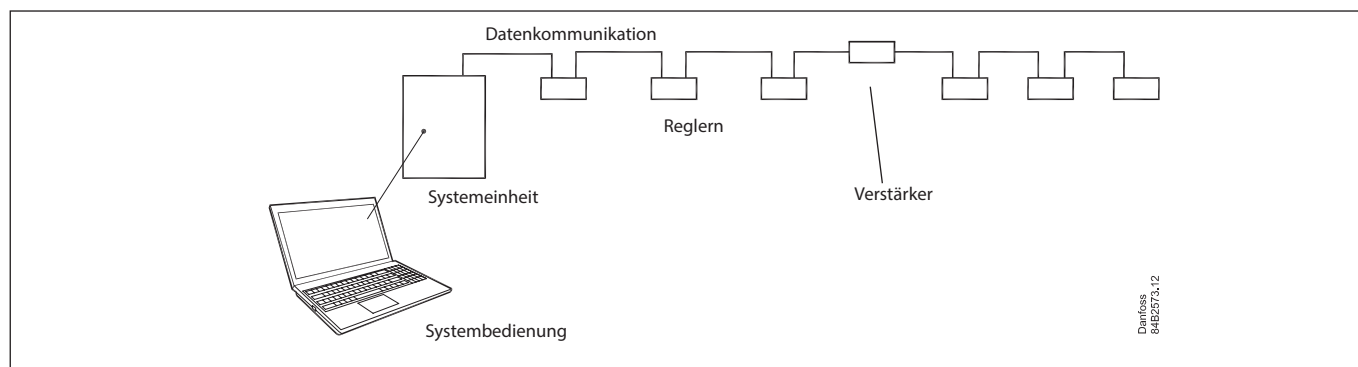 Datenkommunikation
Reglern
Systemeinheit
Verstärker
Systembedienung
Danfoss
84B2573.12